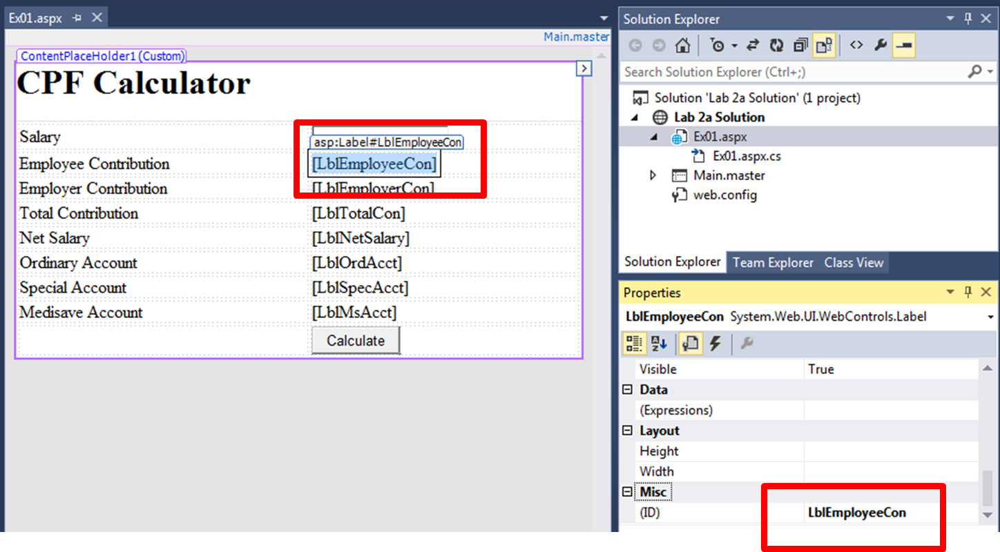 Ex01.aspx
Main.master
ContentPlaceHolder1 (Custom)
CPF Calculator
Salary
asp:Label#LblEmployeeCon
Employee Contribution [LblEmployeeCon]
Employer Contribution [LblEmployerCon]
Total Contribution [LblTotalCon]
Net Salary [LblNetSalary]
Ordinary Account [LblOrdAcct]
Special Account [LblSpecAcct]
Medisave Account [LblMsAcct]
Calculate
Solution Explorer
Search Solution Explorer (Ctrl+;)
Solution 'Lab 2a Solution' (1 project)
Lab 2a Solution
Ex01.aspx
Ex01.aspx.cs
Main.master
web.config
Solution Explorer Team Explorer Class View
Properties
LblEmployeeCon System.Web.UI.WebControls.Label
Visible True
Data
(Expressions)
Layout
Height
Width
Misc
(ID) LblEmployeeCon